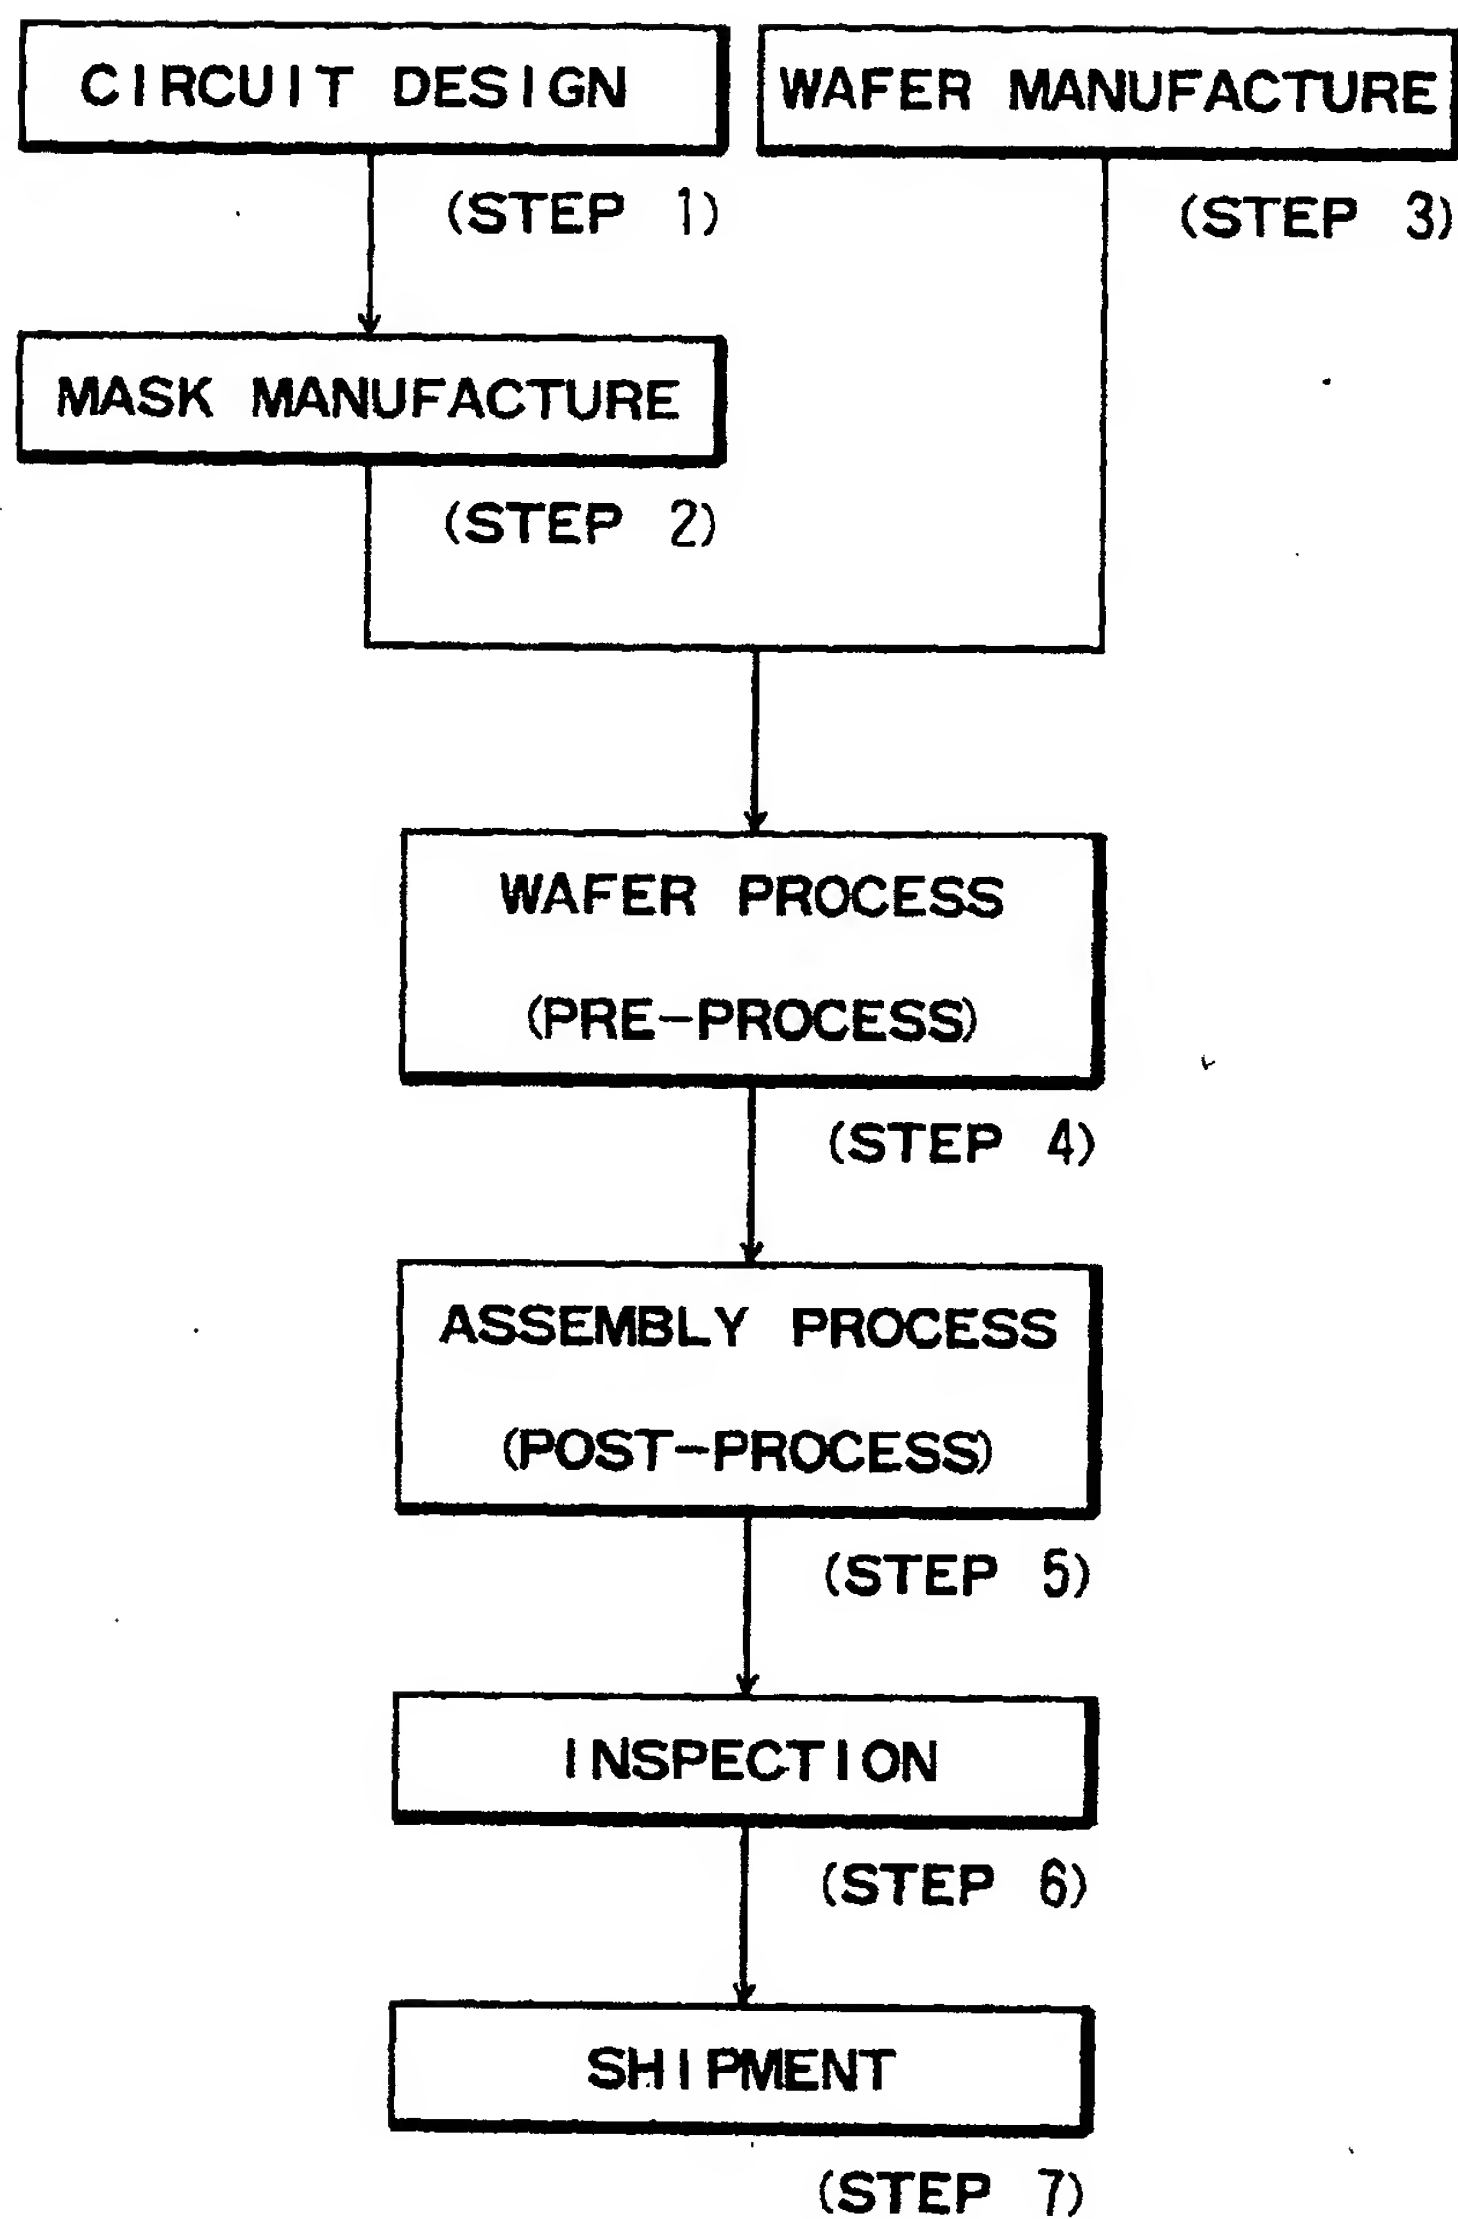 CIRCUIT DESIGN
(STEP 1)
WAFER MANUFACTURE
(STEP 3)
MASK MANUFACTURE
(STEP 2)
WAFER PROCESS
(PRE-PROCESS)
(STEP 4)
ASSEMBLY PROCESS
(POST-PROCESS)
(STEP 5)
INSPECTION
(STEP 6)
SHIPMENT
(STEP 7)